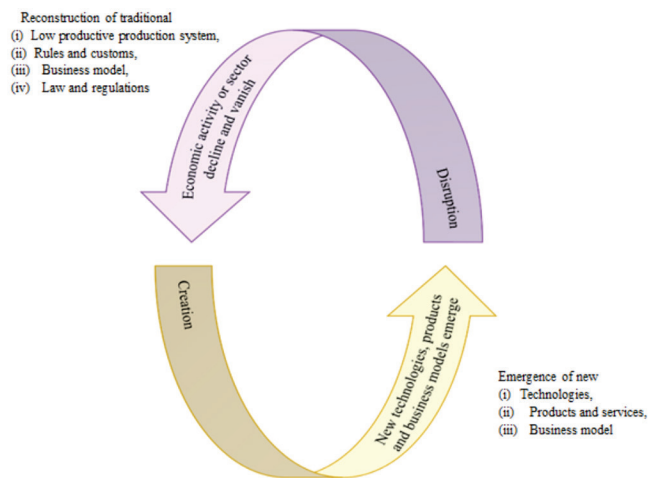 Reconstruction of traditional
(i) Low productive production system,
(ii) Rules and customs,
(iii) Business model,
(iv) Law and regulations
Economic activity or sector
decline and vanish
Disruption
Creation
New technologies, products
and business models emerge
Emergence of new
(i) Technologies,
(ii) Products and services,
(iii) Business model